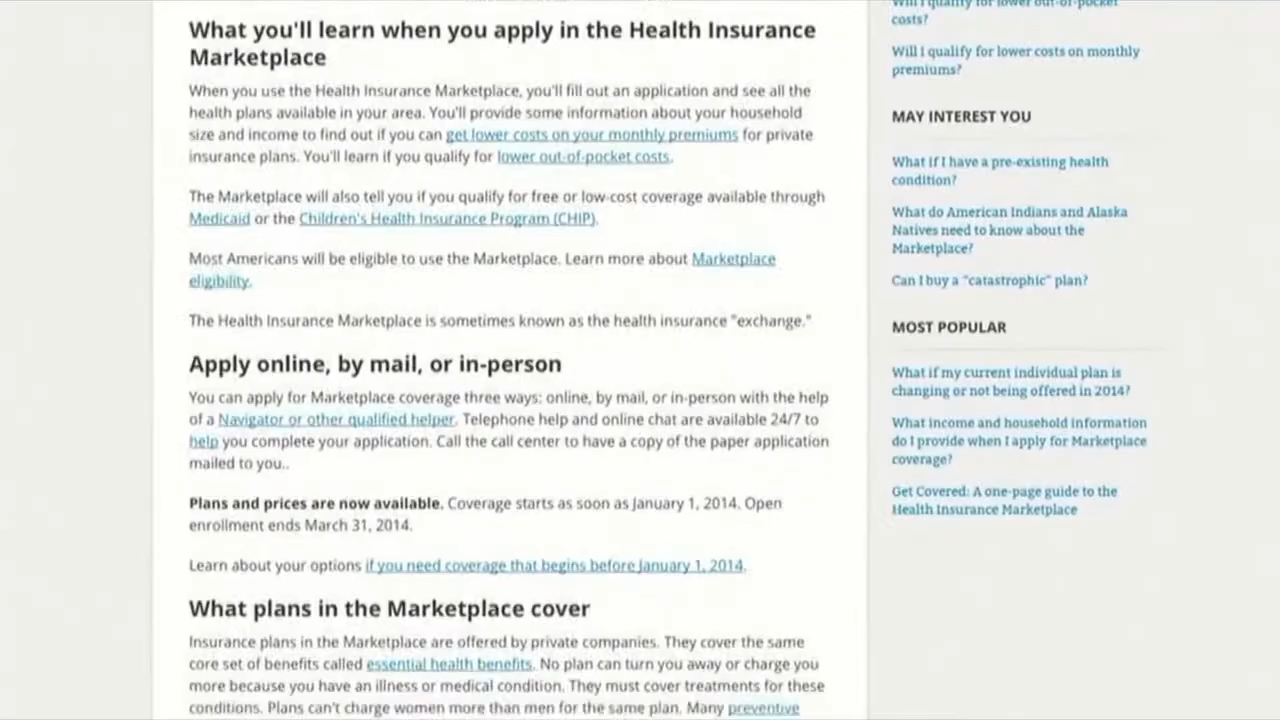 What you'll learn when you apply in the Health Insurance
Marketplace
When you use the Health Insurance Marketplace, you'll fill out an application and see all the
health plans available in your area. You'll provide some information about your household
size and income to find out if you can get lower costs on your monthly premiums for private
insurance plans. You'll learn if you qualify for lower out-of-pocket costs.
The Marketplace will also tell you if you qualify for free or low-cost coverage available through
Medicaid or the Children's Health Insurance Program (CHIP).
Most Americans will be eligible to use the Marketplace. Learn more about Marketplace
eligibility.
The Health Insurance Marketplace is sometimes known as the health insurance "exchange."
Apply online, by mail, or in-person
You can apply for Marketplace coverage three ways: online, by mail, or in-person with the help
of a Navigator or other qualified helper. Telephone help and online chat are available 24/7 to
help you complete your application. Call the call center to have a copy of the paper application
mailed to you..
Plans and prices are now available. Coverage starts as soon as January 1, 2014. Open
enrollment ends March 31, 2014.
Learn about your options if you need coverage that begins before January 1, 2014.
What plans in the Marketplace cover
Insurance plans in the Marketplace are offered by private companies. They cover the same
core set of benefits called essential health benefits. No plan can turn you away or charge you
more because you have an illness or medical condition. They must cover treatments for these
conditions. Plans can't charge women more than men for the same plan. Many preventive
Will I qualify for lower out-of-pocket
costs?
Will I qualify for lower costs on monthly
premiums?
MAY INTEREST YOU
What if I have a pre-existing health
condition?
What do American Indians and Alaska
Natives need to know about the
Marketplace?
Can I buy a "catastrophic" plan?
MOST POPULAR
What if my current individual plan is
changing or not being offered in 2014?
What income and household information
do I provide when I apply for Marketplace
coverage?
Get Covered: A one-page guide to the
Health Insurance Marketplace